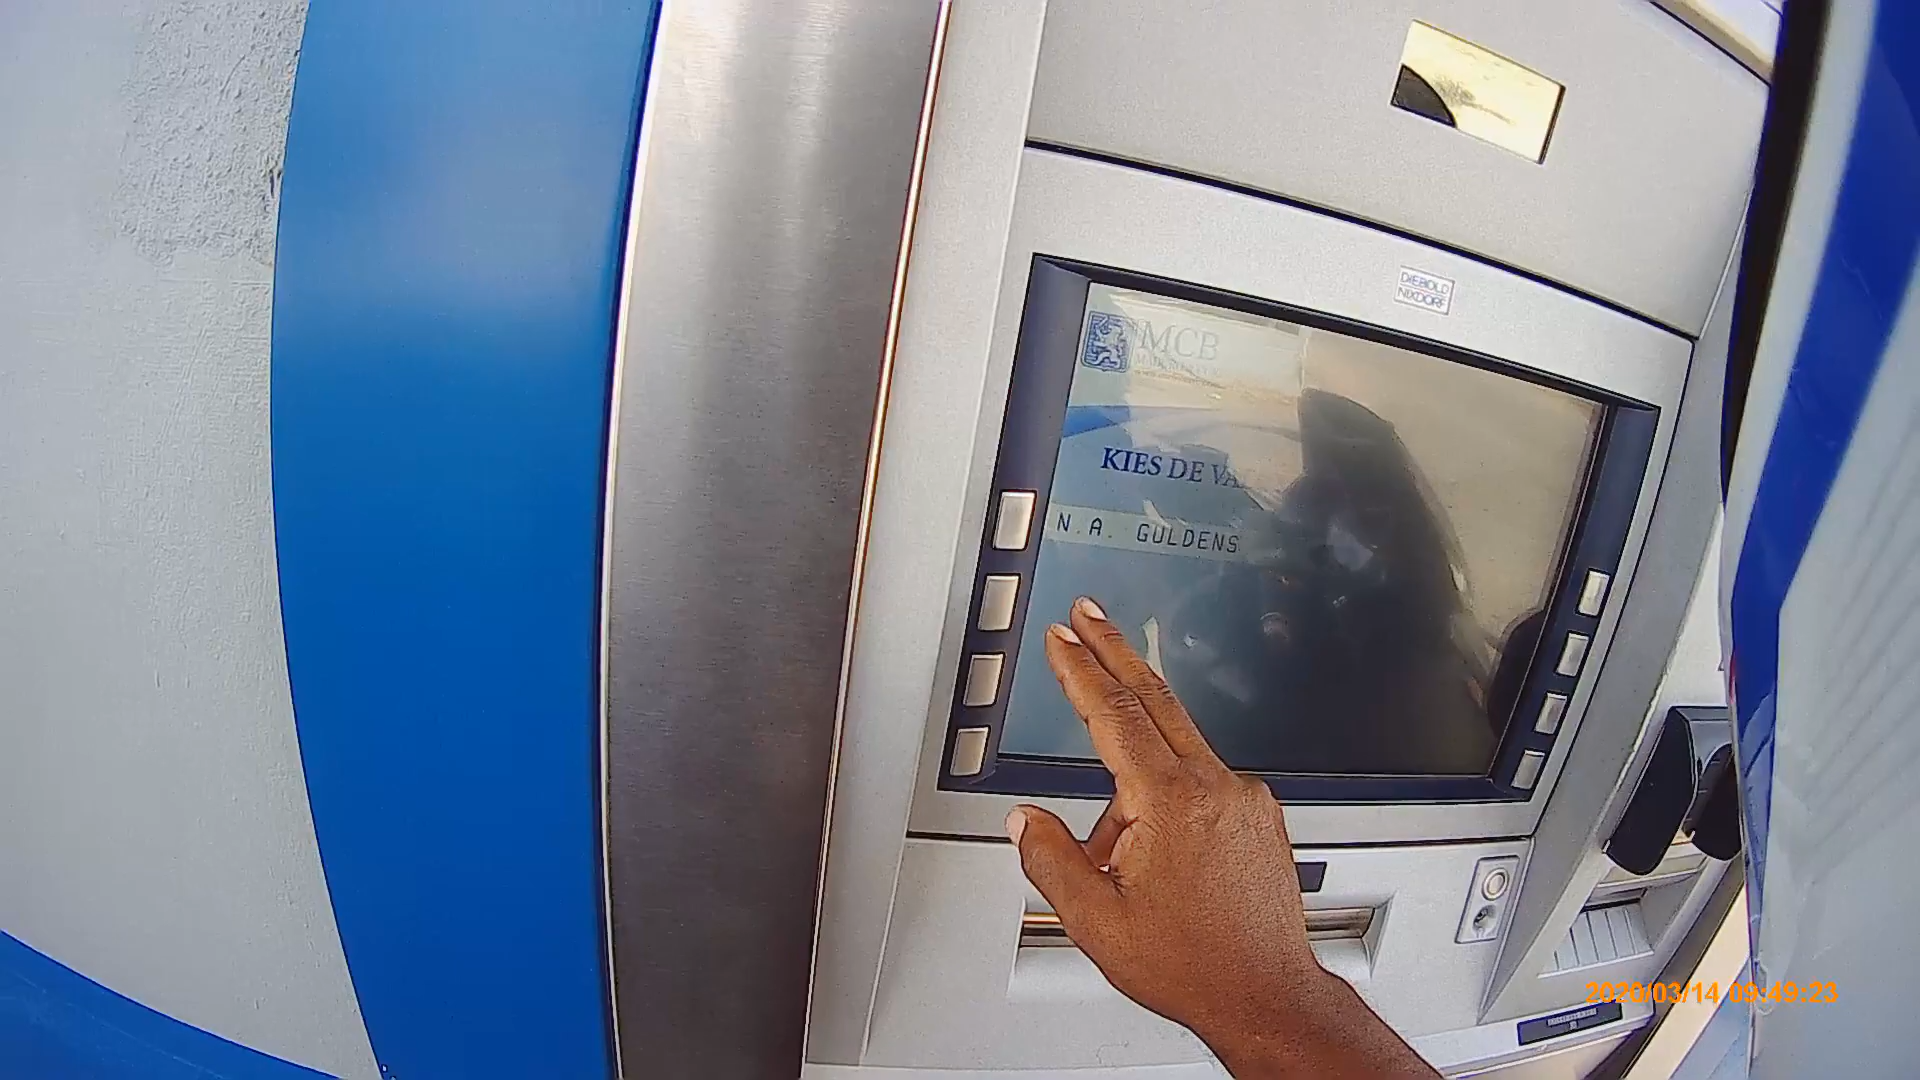 DIEBOLD
NIXDORF
MCB
KIES DE VA
N.A. GULDENS
2020/03/14 09:49:23